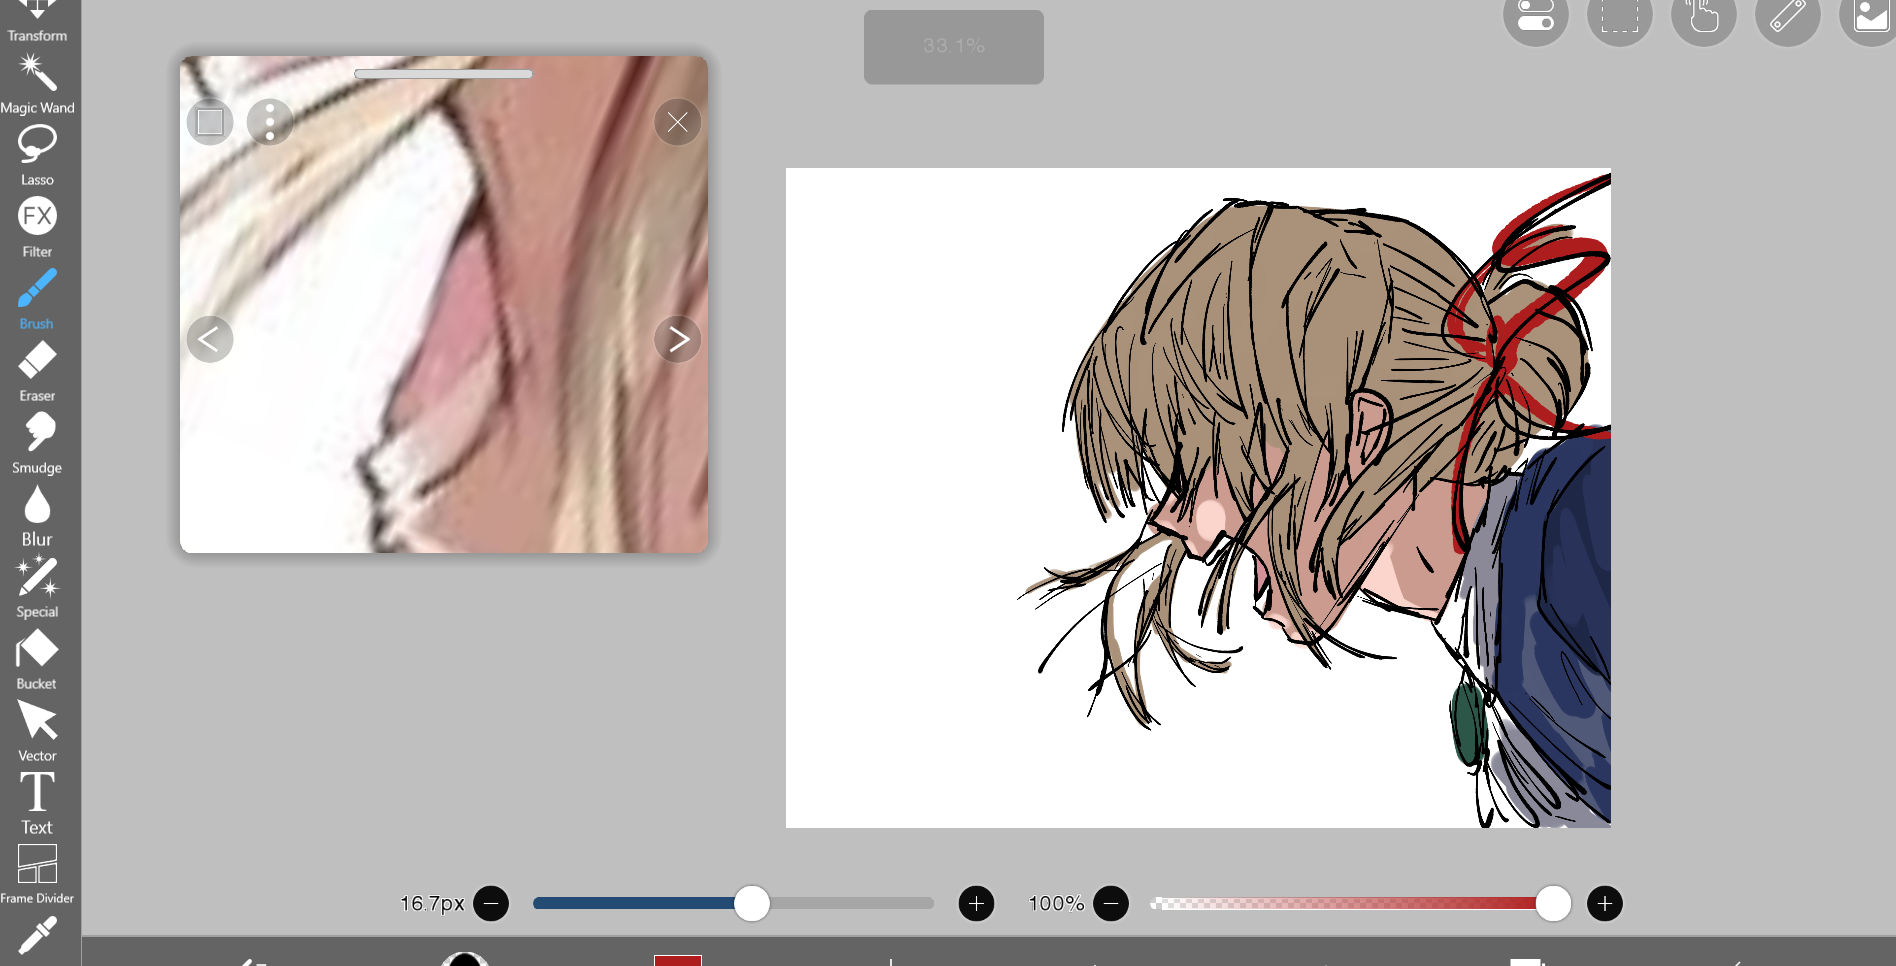 Transform
Magic Wand
Lasso
FX
Filter
Brush
Eraser
Smudge
Blur
Special
Bucket
Vector
T
Text
Frame Divider
33.1%
16.7px
100%